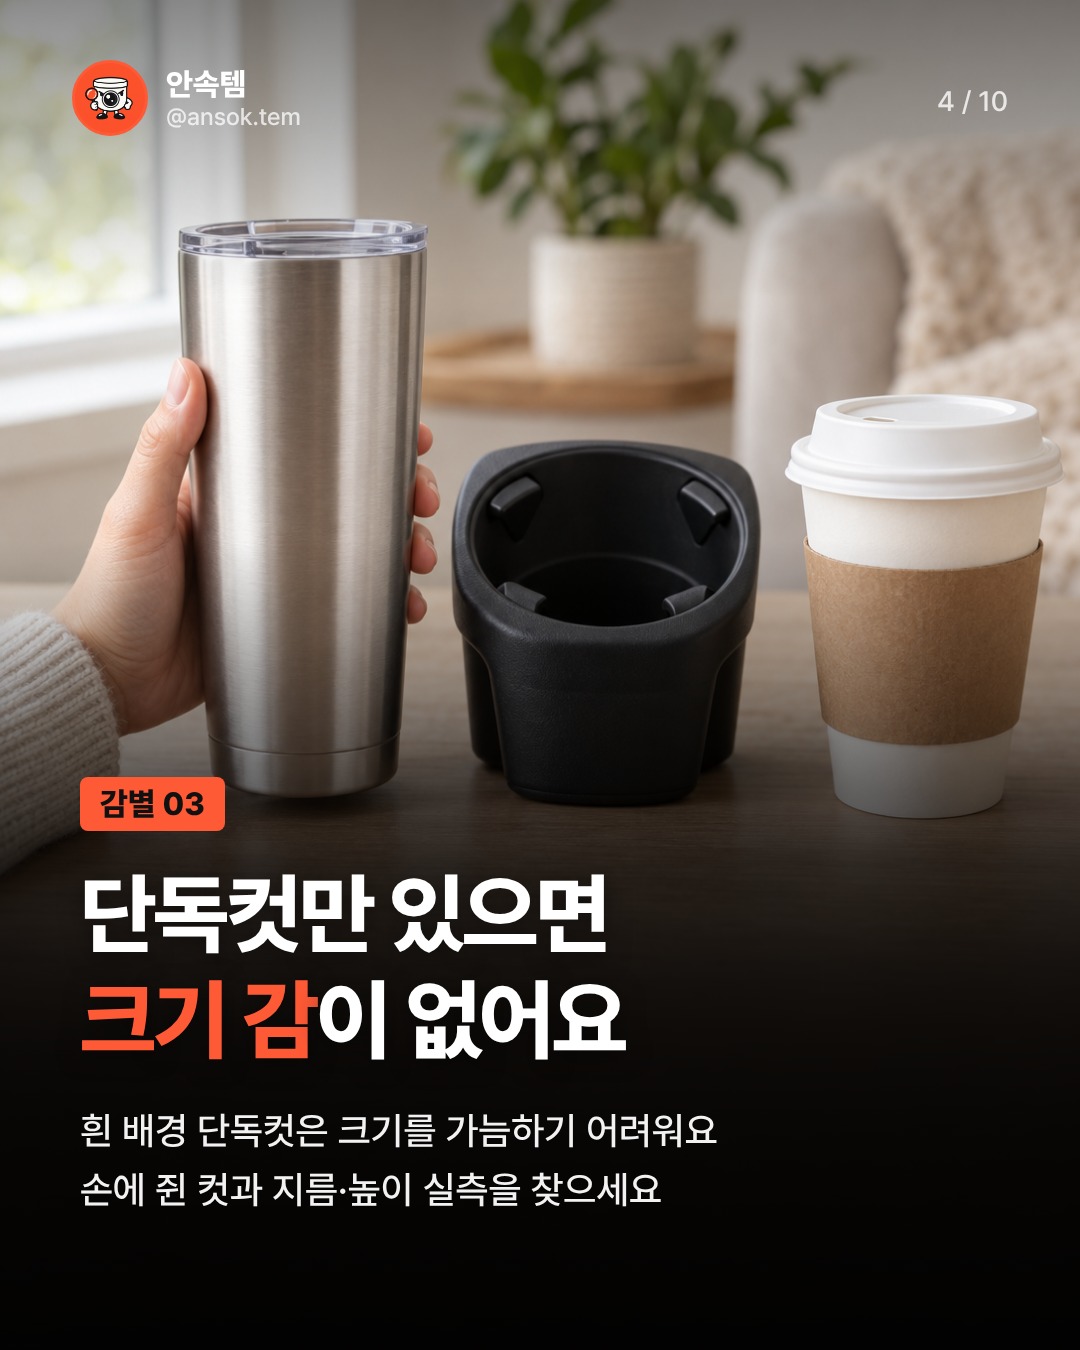 안속템
@ansok.tem
4 / 10
감별 03
단독컷만 있으면
크기 감이 없어요
흰 배경 단독컷은 크기를 가늠하기 어려워요
손에 쥔 컷과 지름·높이 실측을 찾으세요